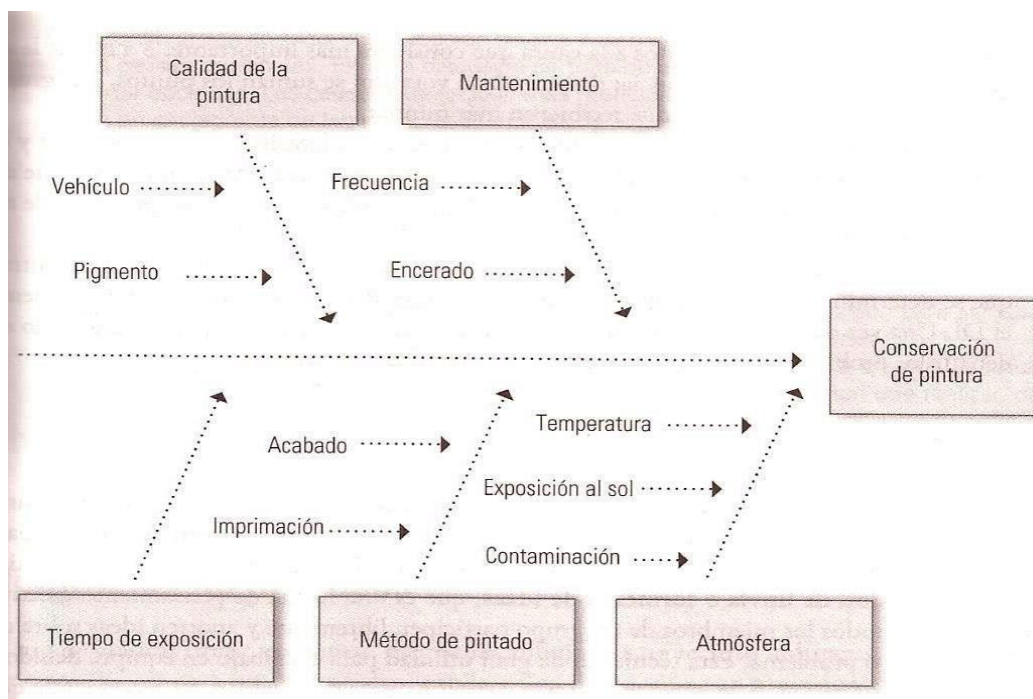 Calidad de la
pintura
Mantenimiento
Vehículo
Frecuencia
Pigmento
Encerado
Conservación
de pintura
Temperatura
Acabado
Exposición al sol
Imprimación
Contaminación
Tiempo de exposición
Método de pintado
Atmósfera